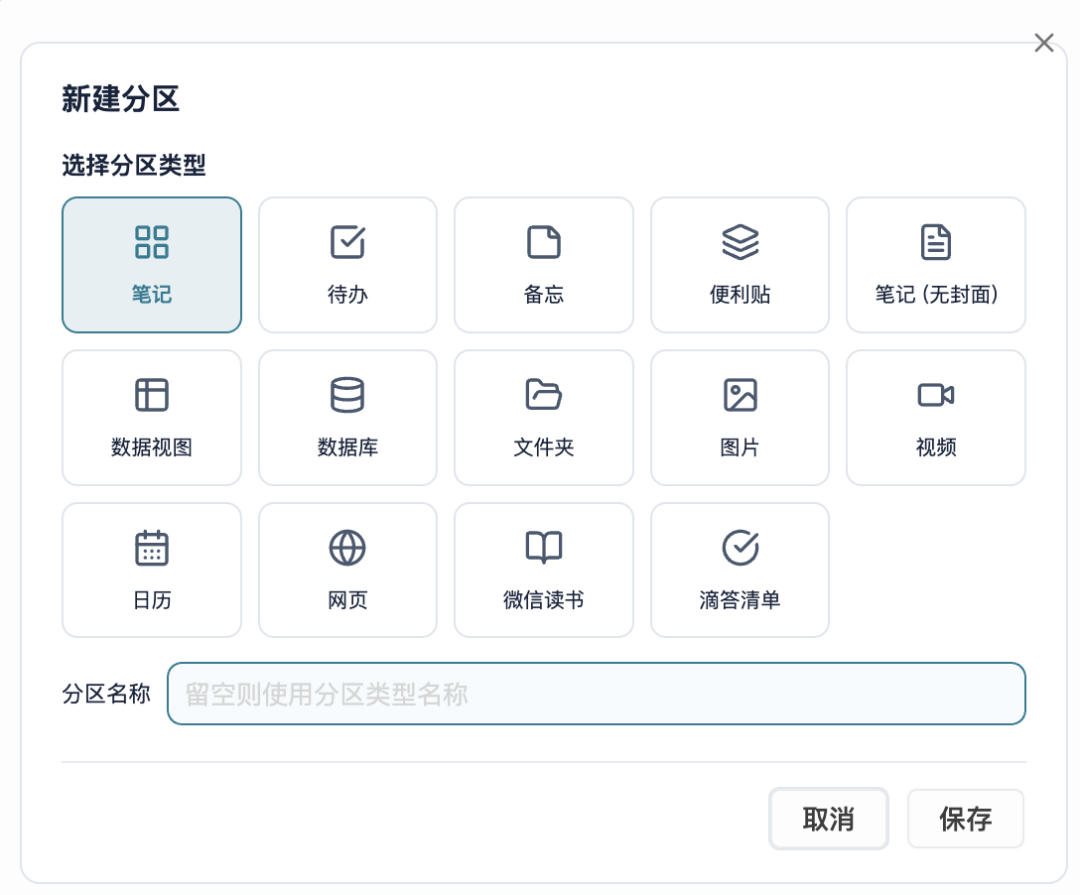 新建分区
选择分区类型
笔记
待办
备忘
便利贴
笔记 (无封面)
数据视图
数据库
文件夹
图片
视频
日历
网页
微信读书
滴答清单
分区名称
留空则使用分区类型名称
取消
保存